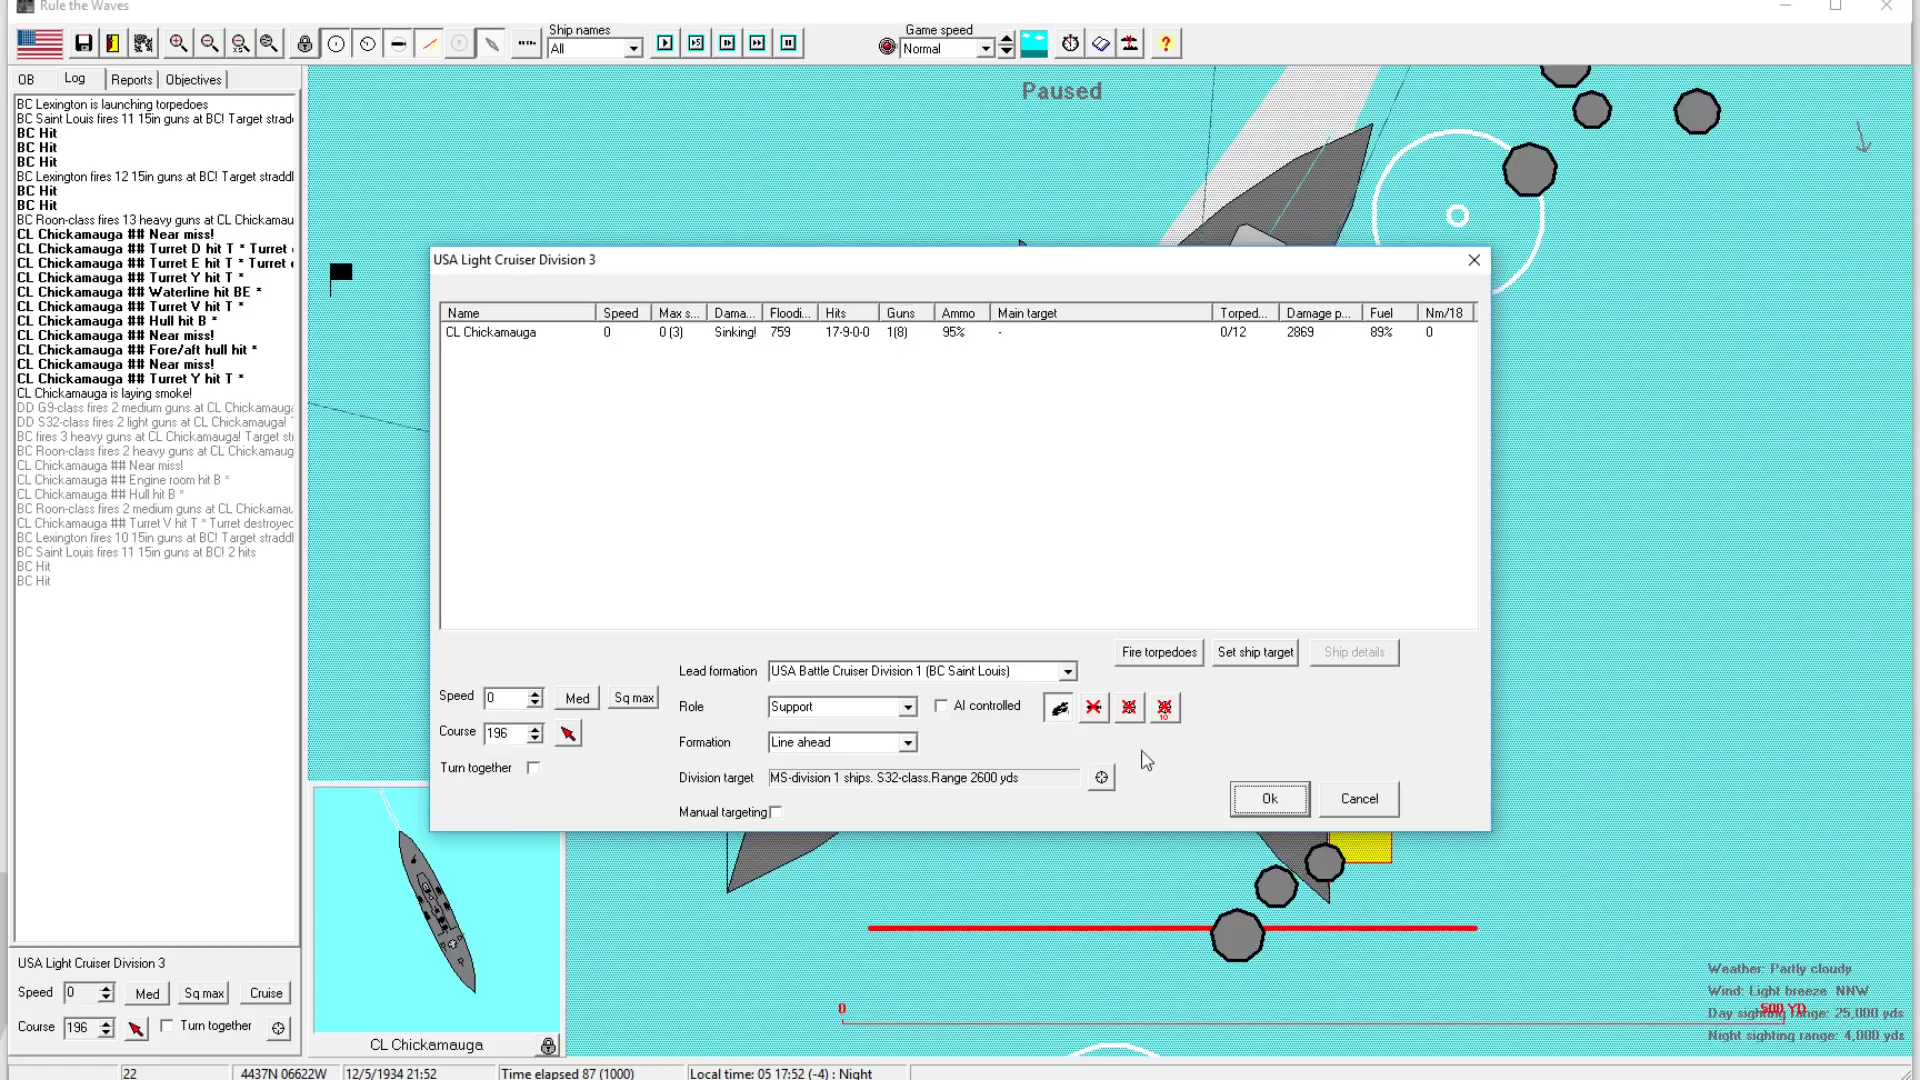 Rule the Waves
Ship names
All
Game speed
Normal
OB
Log
Reports
Objectives
BC Lexington is launching torpedoes
BC Saint Louis fires 11 15in guns at BC! Target stradd
BC Hit
BC Hit
BC Hit
BC Lexington fires 12 15in guns at BC! Target straddl
BC Hit
BC Hit
BC Roon-class fires 13 heavy guns at CL Chickamau
CL Chickamauga ## Near miss!
CL Chickamauga ## Turret D hit T * Turret
CL Chickamauga ## Turret E hit T * Turret
CL Chickamauga ## Turret Y hit T *
CL Chickamauga ## Waterline hit BE *
CL Chickamauga ## Turret V hit T *
CL Chickamauga ## Hull hit B *
CL Chickamauga ## Near miss!
CL Chickamauga ## Fore/aft hull hit *
CL Chickamauga ## Near miss!
CL Chickamauga ## Turret Y hit T *
CL Chickamauga is laying smoke!
DD G9-class fires 2 medium guns at CL Chickamauga
DD S32-class fires 2 light guns at CL Chickamauga!
BC fires 3 heavy guns at CL Chickamauga! Target st
BC Roon-class fires 2 heavy guns at CL Chickamaug
CL Chickamauga ## Near miss!
CL Chickamauga ## Engine room hit B *
CL Chickamauga ## Hull hit B *
BC Roon-class fires 2 medium guns at CL Chickamau
CL Chickamauga ## Turret V hit T * Turret destroyed
BC Lexington fires 10 15in guns at BC! Target straddl
BC Saint Louis fires 11 15in guns at BC! 2 hits
BC Hit
BC Hit
Paused
USA Light Cruiser Division 3
Name Speed Max s... Dama... Floodi... Hits Guns Ammo Main target Torped... Damage p... Fuel Nm/18
CL Chickamauga 0 0 (3) Sinking! 759 17-9-0-0 1(8) 95% - 0/12 2869 89% 0
Fire torpedoes
Set ship target
Ship details
Lead formation USA Battle Cruiser Division 1 (BC Saint Louis)
Speed 0 Med Sq max
Role Support AI controlled
10
Course 196
Formation Line ahead
Turn together
Division target MS-division 1 ships. S32-class.Range 2600 yds
Manual targeting
Ok
Cancel
USA Light Cruiser Division 3
Speed 0 Med Sq max Cruise
Course 196 Turn together
CL Chickamauga
0
500 YD
Weather: Partly cloudy
Wind: Light breeze NNW
Day sighting range: 25,000 yds
Night sighting range: 4,000 yds
22
4437N 06622W
12/5/1934 21:52
Time elapsed 87 (1000)
Local time: 05 17:52 (-4) : Night